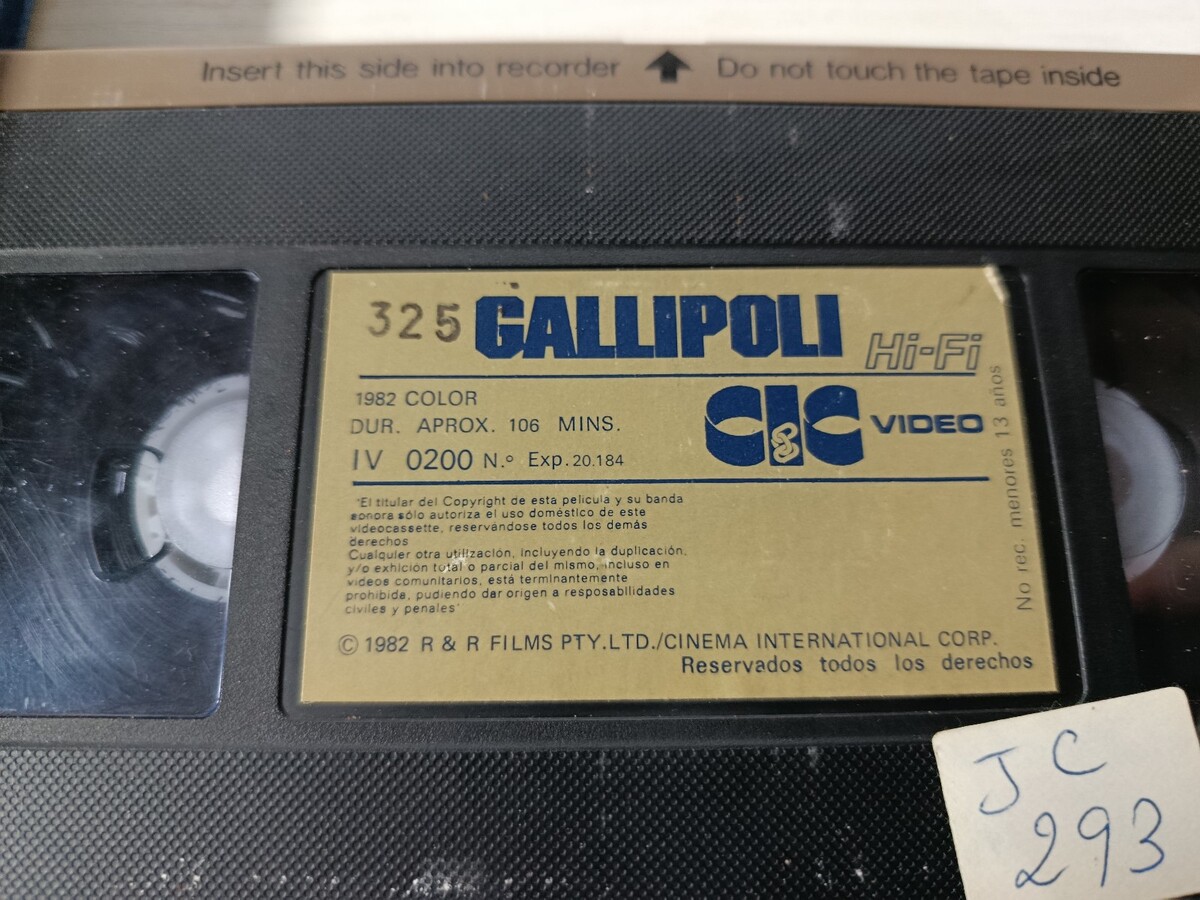 Insert this side into recorder Do not touch the tape inside
325 GALLIPOLI Hi-Fi
1982 COLOR
DUR. APROX. 106 MINS.
IV 0200 N.º Exp. 20.184
CIC VIDEO
No rec. menores 13 años
"El titular del Copyright de esta pelicula y su banda
sonora sólo autoriza el uso doméstico de este
videocassette, reservándose todos los demás
derechos
Cualquier otra utilización, incluyendo la duplicación,
y/o exhición total o parcial del mismo, incluso en
videos comunitarios, está terminantemente
prohibida, pudiendo dar origen a resposabilidades
civiles y penales"
© 1982 R & R FILMS PTY.LTD./CINEMA INTERNATIONAL CORP.
Reservados todos los derechos
JC
293